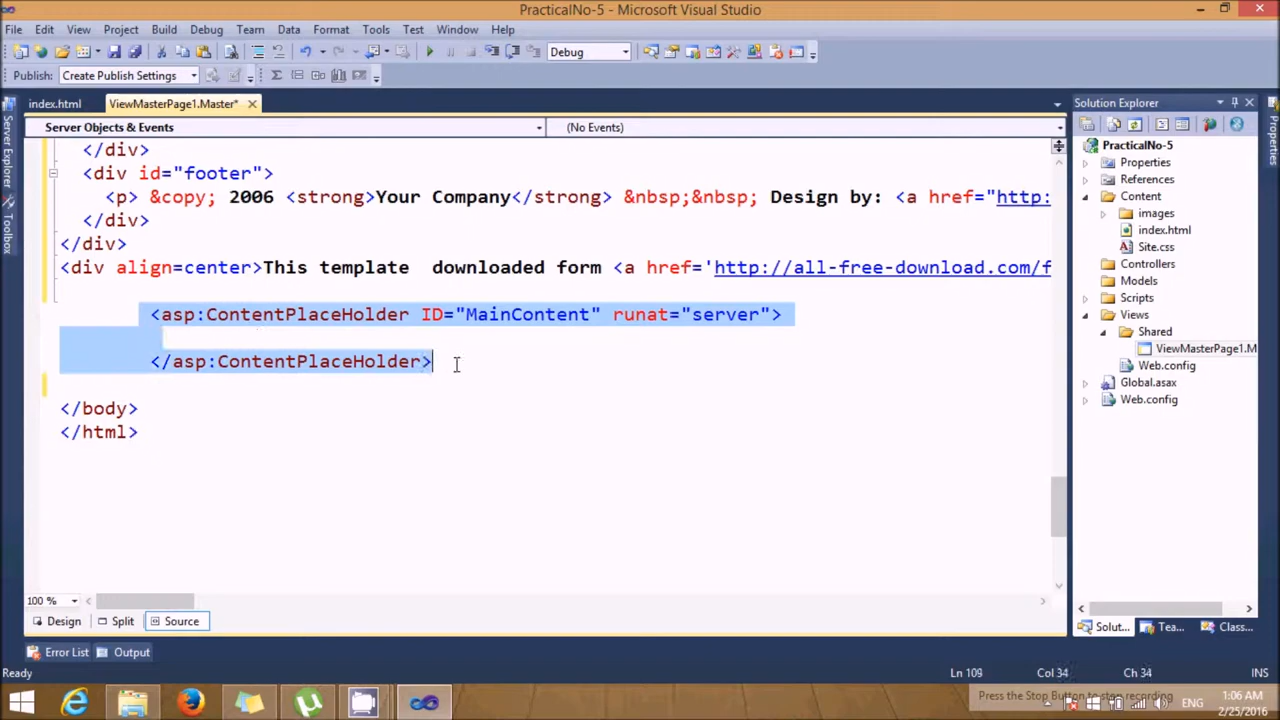 PracticalNo-5 - Microsoft Visual Studio
File Edit View Project Build Debug Team Data Format Tools Test Window Help
Debug
Publish: Create Publish Settings
index.html ViewMasterPage1.Master* Solution Explorer
Server Objects & Events (No Events)
Server Explorer
Toolbox
Properties
</div>
<div id="footer">
<p> &copy; 2006 <strong>Your Company</strong> &nbsp;&nbsp; Design by: <a href="http:
</div>
</div>
<div align=center>This template  downloaded form <a href='http://all-free-download.com/f
<asp:ContentPlaceHolder ID="MainContent" runat="server">
</asp:ContentPlaceHolder>
</body>
</html>
PracticalNo-5
Properties
References
Content
images
index.html
Site.css
Controllers
Models
Scripts
Views
Shared
ViewMasterPage1.M
Web.config
Global.asax
Web.config
100 %
Design Split Source
Solut... Tea... Class...
Error List Output
Ready Ln 109 Col 34 Ch 34 INS
Press the Stop Button to stop recording
ENG
1:06 AM
2/25/2016